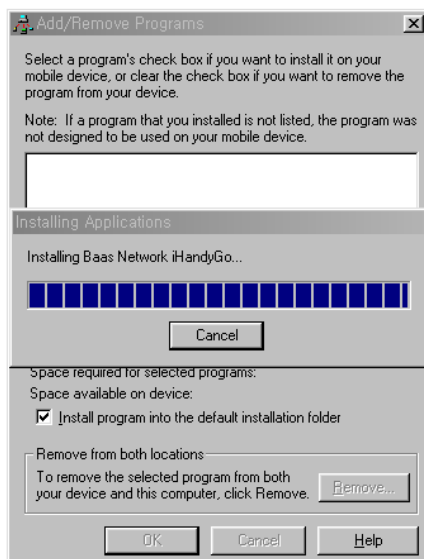 Add/Remove Programs
Select a program's check box if you want to install it on your
mobile device, or clear the check box if you want to remove the
program from your device.
Note: If a program that you installed is not listed, the program was
not designed to be used on your mobile device.
Installing Applications
Installing Baas Network iHandyGo...
Cancel
Space required for selected programs:
Space available on device:
Install program into the default installation folder
Remove from both locations
To remove the selected program from both
your device and this computer, click Remove.
Remove...
OK
Cancel
Help